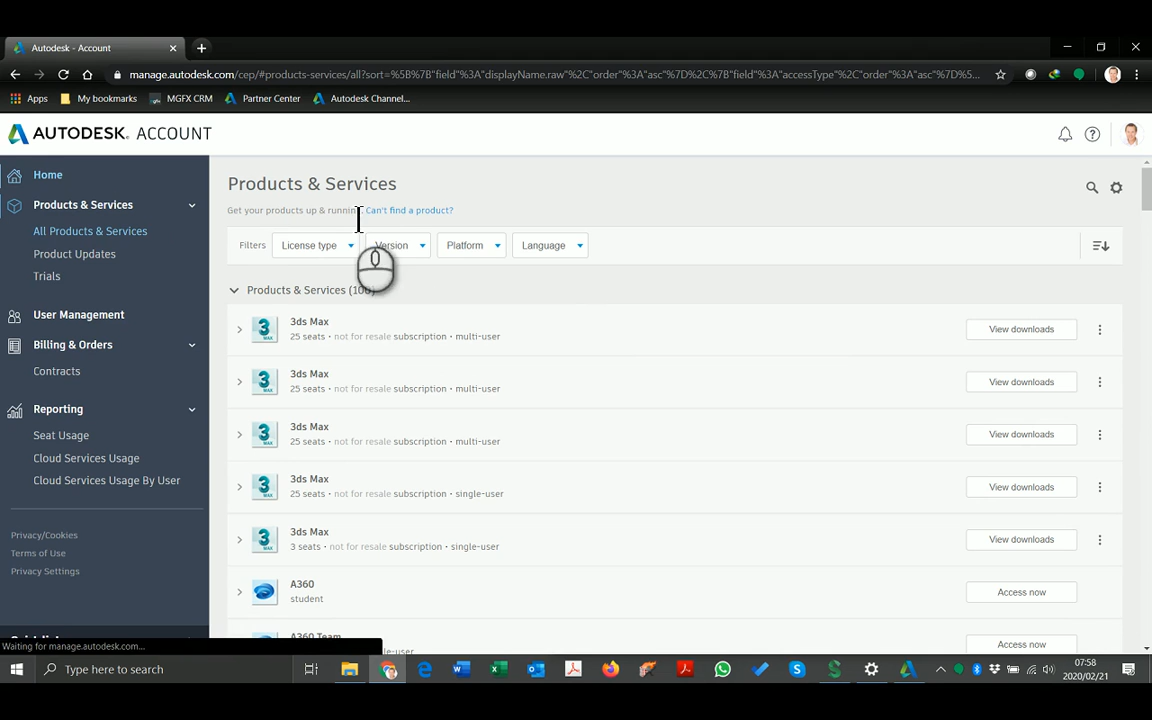 Autodesk - Account
manage.autodesk.com/cep/#products-services/all?sort=%5B%7B"field"%3A"displayName.raw"%2C"order"%3A"asc"%7D%2C%7B"field"%3A"accessType"%2C"order"%3A"asc"%7D%5...
Apps
My bookmarks
MGFX CRM
Partner Center
Autodesk Channel...
AUTODESK. ACCOUNT
Home
Products & Services
All Products & Services
Product Updates
Trials
User Management
Billing & Orders
Contracts
Reporting
Seat Usage
Cloud Services Usage
Cloud Services Usage By User
Privacy/Cookies
Terms of Use
Privacy Settings
Products & Services
Get your products up & running. Can't find a product?
Filters
License type
Version
Platform
Language
Products & Services (100)
3ds Max
25 seats • not for resale subscription • multi-user
View downloads
3ds Max
25 seats • not for resale subscription • multi-user
View downloads
3ds Max
25 seats • not for resale subscription • multi-user
View downloads
3ds Max
25 seats • not for resale subscription • single-user
View downloads
3ds Max
3 seats • not for resale subscription • single-user
View downloads
A360
student
Access now
A360 Team
Access now
Waiting for manage.autodesk.com...
Type here to search
07:58
2020/02/21